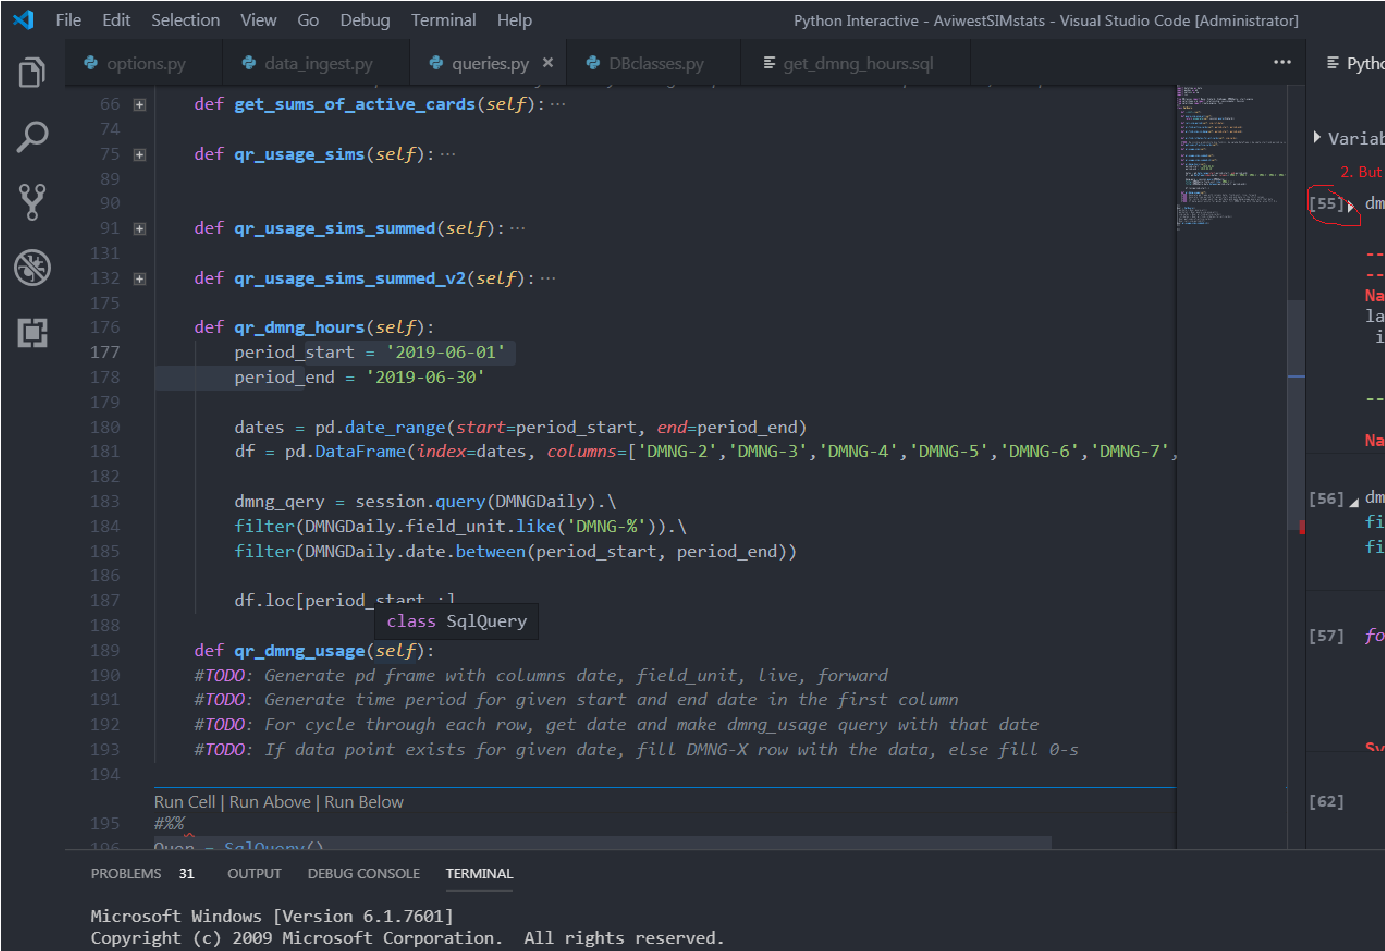 File Edit Selection View Go Debug Terminal Help Python Interactive - AviwestSIMstats - Visual Studio Code [Administrator]
options.py data_ingest.py queries.py × DBclasses.py get_dmng_hours.sql ···
66 + def get_sums_of_active_cards(self):···
74
75 + def qr_usage_sims(self):···
89
90
91 + def qr_usage_sims_summed(self):···
131
132 + def qr_usage_sims_summed_v2(self):···
175
176 def qr_dmng_hours(self):
177 period_start = '2019-06-01'
178 period_end = '2019-06-30'
179
180 dates = pd.date_range(start=period_start, end=period_end)
181 df = pd.DataFrame(index=dates, columns=['DMNG-2','DMNG-3','DMNG-4','DMNG-5','DMNG-6','DMNG-7',
182
183 dmng_qery = session.query(DMNGDaily).\
184 filter(DMNGDaily.field_unit.like('DMNG-%')).\
185 filter(DMNGDaily.date.between(period_start, period_end))
186
187 df.loc[period_start :]
188
class SqlQuery
189 def qr_dmng_usage(self):
190 #TODO: Generate pd frame with columns date, field_unit, live, forward
191 #TODO: Generate time period for given start and end date in the first column
192 #TODO: For cycle through each row, get date and make dmng_usage query with that date
193 #TODO: If data point exists for given date, fill DMNG-X row with the data, else fill 0-s
194
Run Cell | Run Above | Run Below
195 #%%
196 = SqlQuery()
2. But
[55] dm
--
--
Na
la
i
--
Na
[56] dm
fi
fi
[57] fo
Sy
[62]
PROBLEMS 31 OUTPUT DEBUG CONSOLE TERMINAL
Microsoft Windows [Version 6.1.7601]
Copyright (c) 2009 Microsoft Corporation. All rights reserved.